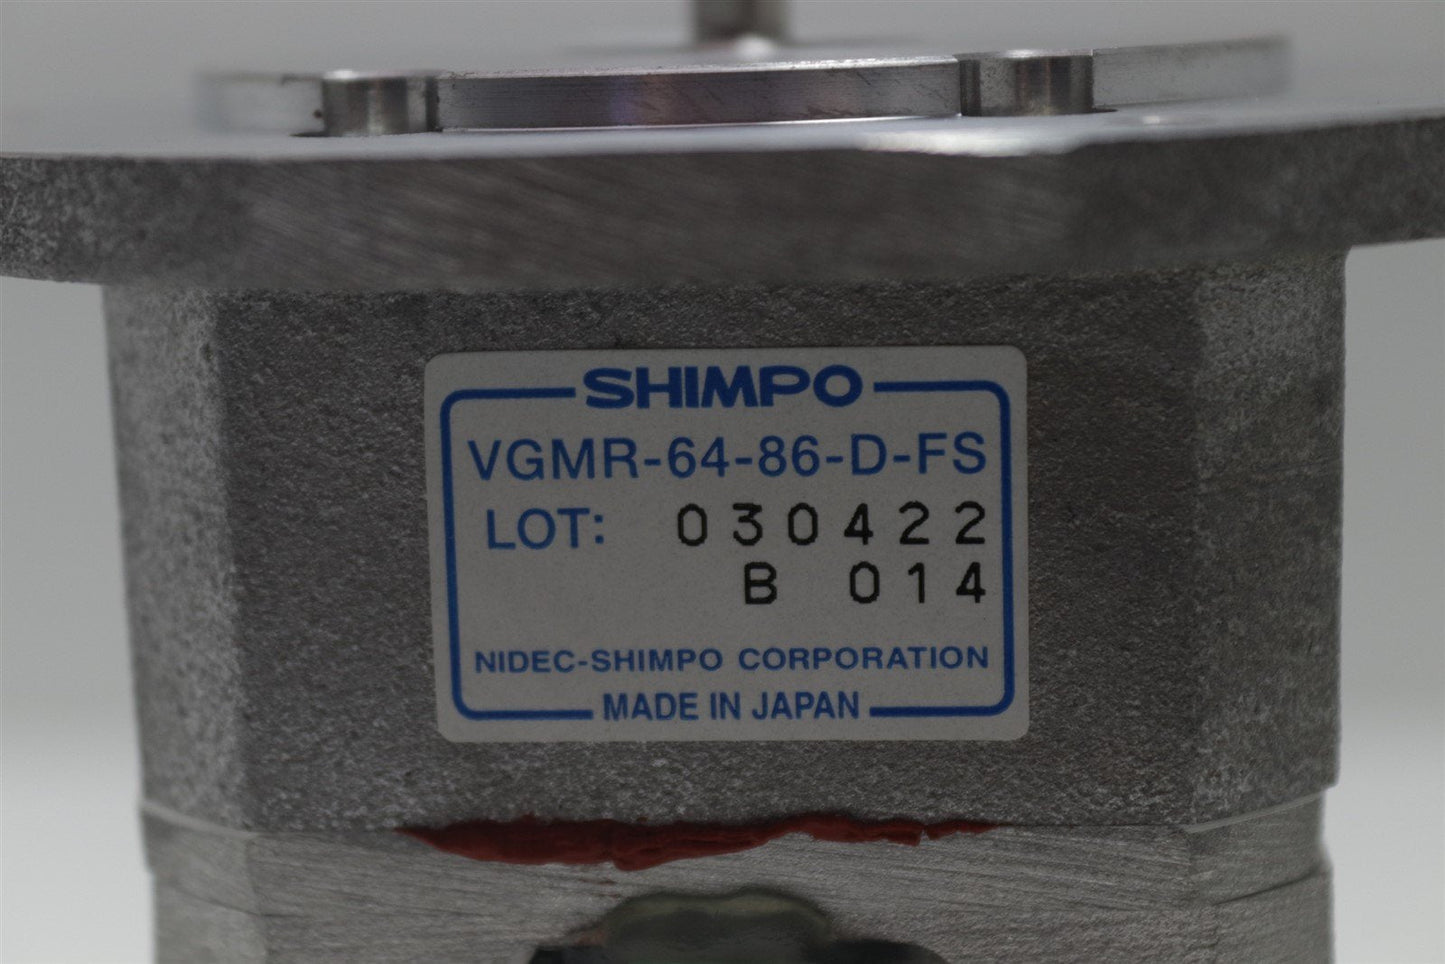 SHIMPO
VGMR-64-86-D-FS
LOT: 030422
B 014
NIDEC-SHIMPO CORPORATION
MADE IN JAPAN